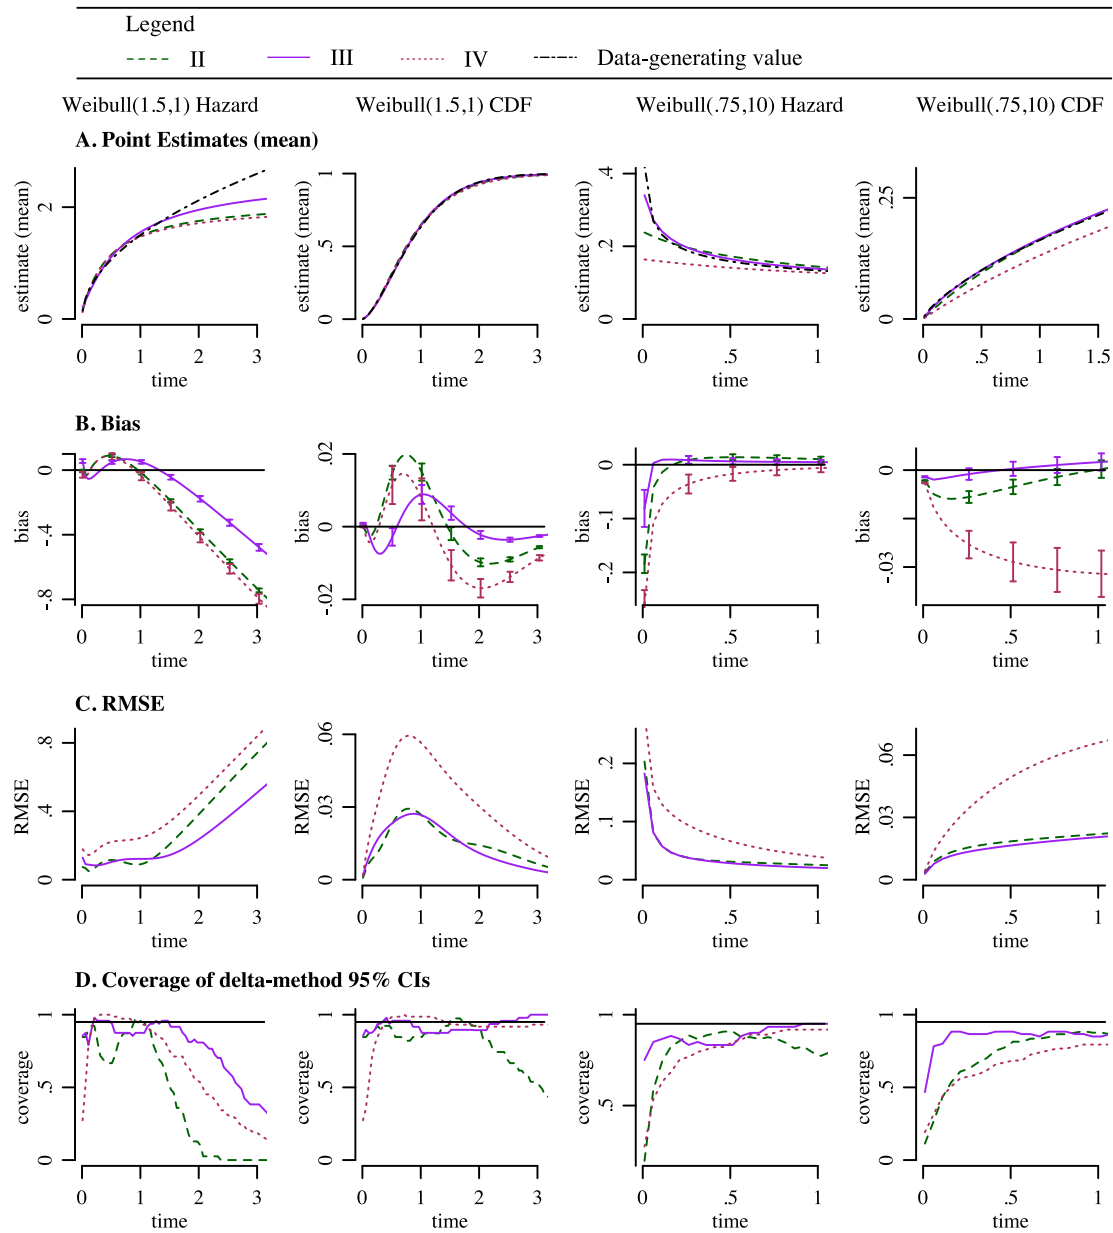 Legend
II III IV Data-generating value
Weibull(1.5,1) Hazard Weibull(1.5,1) CDF Weibull(.75,10) Hazard Weibull(.75,10) CDF
A. Point Estimates (mean)
estimate (mean) 0 2 0 1 2 3 time
estimate (mean) 0 .5 1 0 1 2 3 time
estimate (mean) 0 .2 .4 0 .5 1 time
estimate (mean) 0 .25 0 .5 1 1.5 time
B. Bias
bias -.8 -.4 0 0 1 2 3 time
bias -.02 0 .02 0 1 2 3 time
bias -.2 -.1 0 0 .5 1 time
bias -.03 0 0 .5 1 time
C. RMSE
RMSE 0 .4 .8 0 1 2 3 time
RMSE 0 .03 .06 0 1 2 3 time
RMSE 0 .1 .2 0 .5 1 time
RMSE 0 .03 .06 0 .5 1 time
D. Coverage of delta-method 95% CIs
coverage 0 .5 1 0 1 2 3 time
coverage 0 .5 1 0 1 2 3 time
coverage .5 1 0 .5 1 time
coverage 0 .5 1 0 .5 1 time